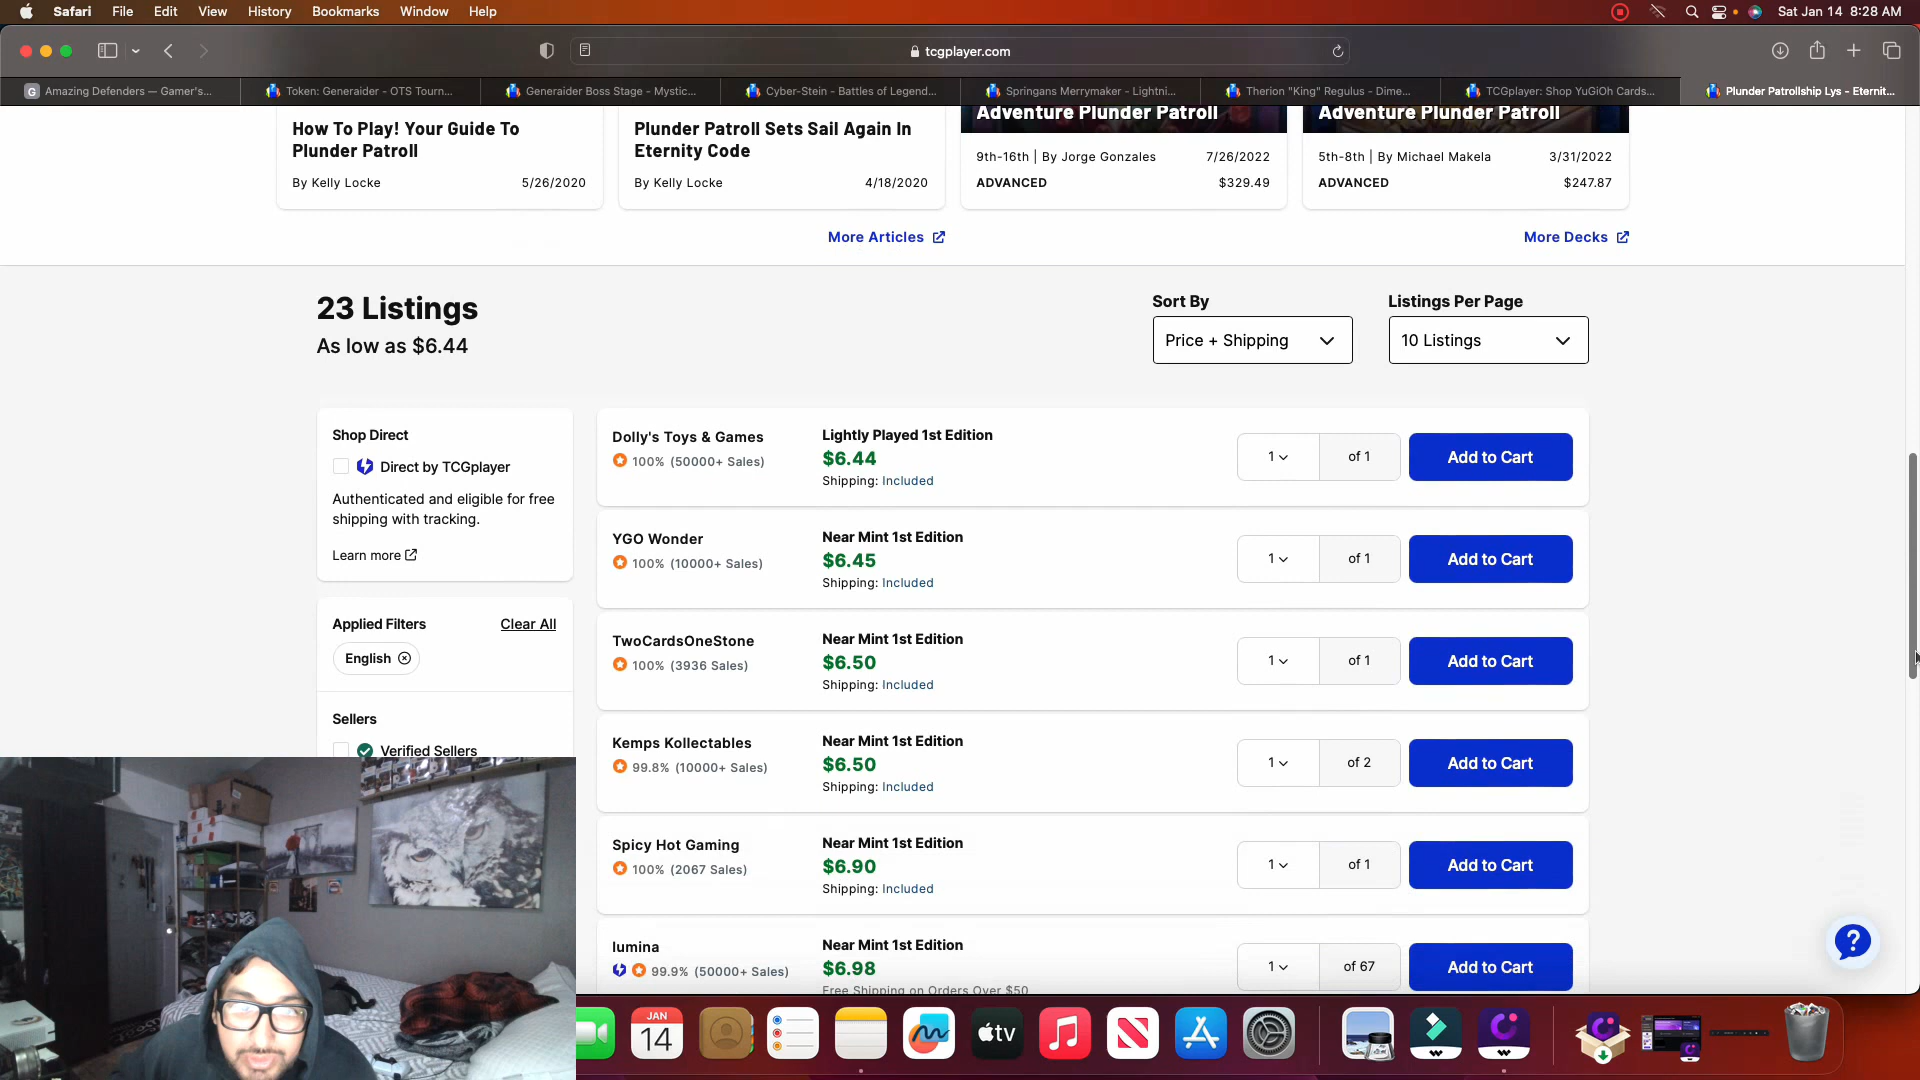 Safari File Edit View History Bookmarks Window Help
Sat Jan 14 8:28 AM
tcgplayer.com
Amazing Defenders — Gamer's...
Token: Generaider - OTS Tourn...
Generaider Boss Stage - Mystic...
Cyber-Stein - Battles of Legend...
Springans Merrymaker - Lightni...
Therion "King" Regulus - Dime...
TCGplayer: Shop YuGiOh Cards...
Plunder Patrollship Lys - Eternit...
How To Play! Your Guide To
Plunder Patroll
By Kelly Locke 5/26/2020
Plunder Patroll Sets Sail Again In
Eternity Code
By Kelly Locke 4/18/2020
Adventure Plunder Patroll
9th-16th | By Jorge Gonzales 7/26/2022
ADVANCED $329.49
Adventure Plunder Patroll
5th-8th | By Michael Makela 3/31/2022
ADVANCED $247.87
More Articles
More Decks
23 Listings
As low as $6.44
Sort By
Price + Shipping
Listings Per Page
10 Listings
Shop Direct
Direct by TCGplayer
Authenticated and eligible for free
shipping with tracking.
Learn more
Applied Filters Clear All
English
Sellers
Verified Sellers
Dolly's Toys & Games
100% (50000+ Sales)
Lightly Played 1st Edition
$6.44
Shipping: Included
1 of 1 Add to Cart
YGO Wonder
100% (10000+ Sales)
Near Mint 1st Edition
$6.45
Shipping: Included
1 of 1 Add to Cart
TwoCardsOneStone
100% (3936 Sales)
Near Mint 1st Edition
$6.50
Shipping: Included
1 of 1 Add to Cart
Kemps Kollectables
99.8% (10000+ Sales)
Near Mint 1st Edition
$6.50
Shipping: Included
1 of 2 Add to Cart
Spicy Hot Gaming
100% (2067 Sales)
Near Mint 1st Edition
$6.90
Shipping: Included
1 of 1 Add to Cart
lumina
99.9% (50000+ Sales)
Near Mint 1st Edition
$6.98
Free Shipping on Orders Over $50
1 of 67 Add to Cart
?
JAN
14
tv